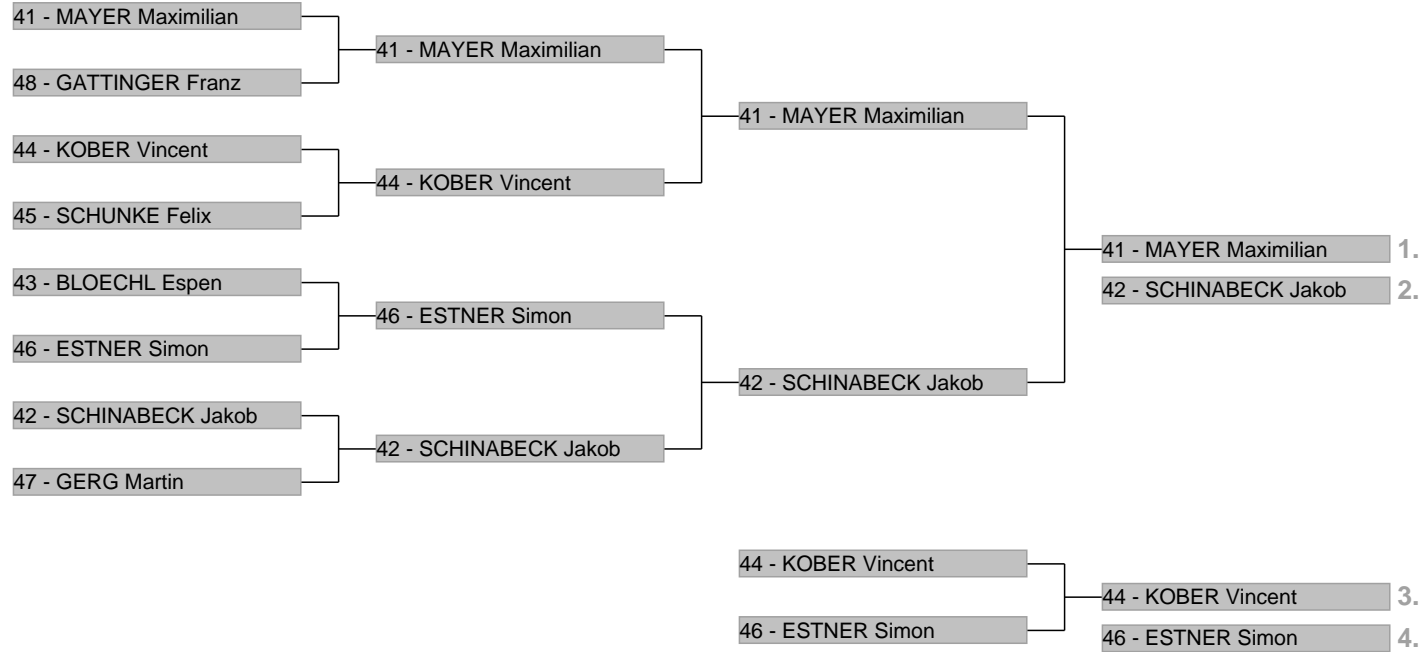 41 - MAYER Maximilian
41 - MAYER Maximilian
48 - GATTINGER Franz
41 - MAYER Maximilian
44 - KOBER Vincent
44 - KOBER Vincent
45 - SCHUNKE Felix
41 - MAYER Maximilian 1.
43 - BLOECHL Espen
42 - SCHINABECK Jakob 2.
46 - ESTNER Simon
46 - ESTNER Simon
42 - SCHINABECK Jakob
42 - SCHINABECK Jakob
42 - SCHINABECK Jakob
47 - GERG Martin
44 - KOBER Vincent
44 - KOBER Vincent 3.
46 - ESTNER Simon
46 - ESTNER Simon 4.